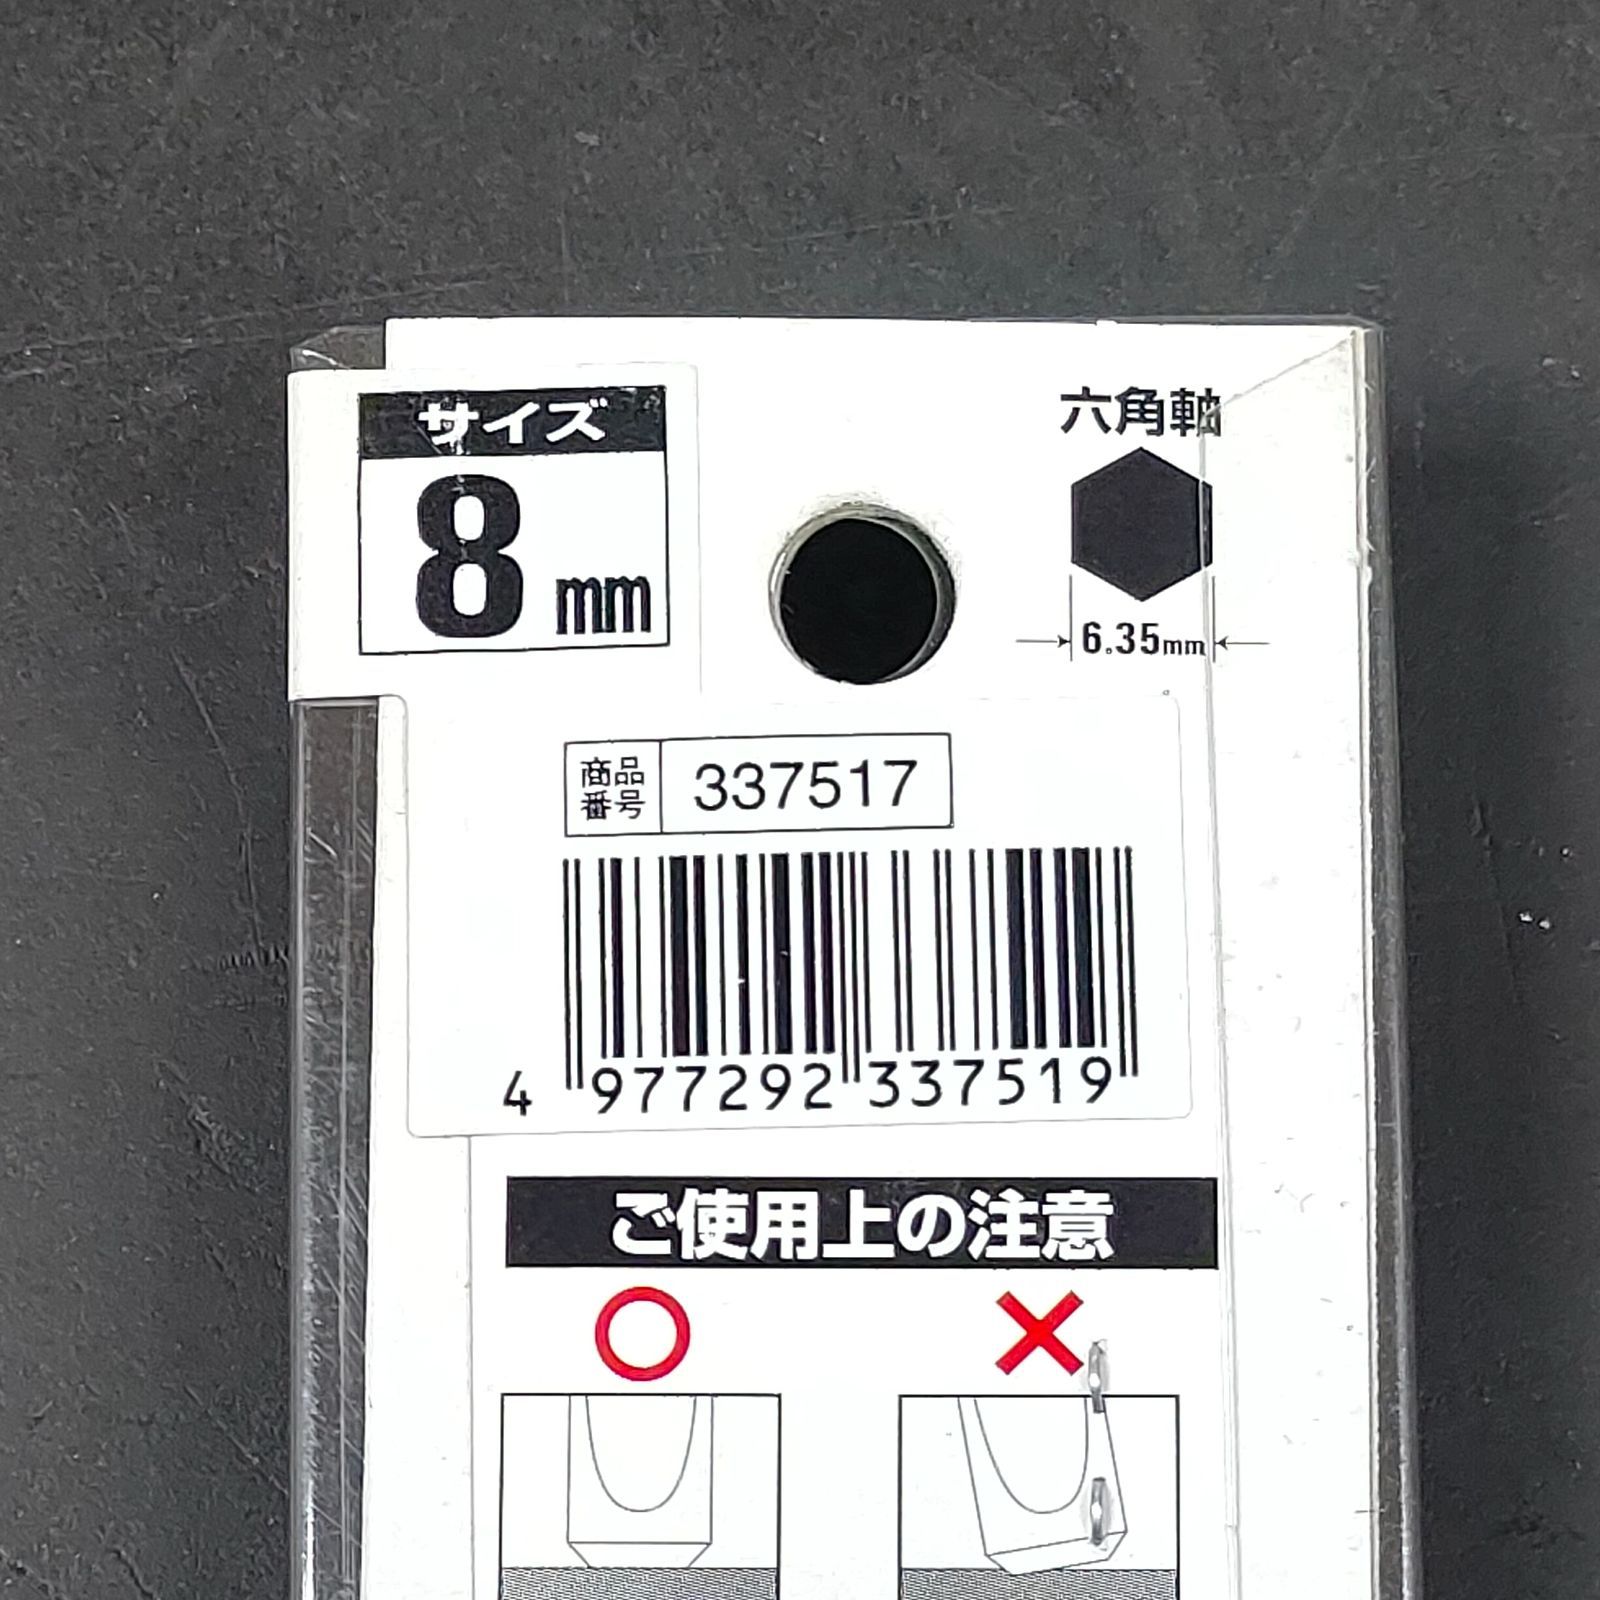 サイズ
8mm
六角軸
6.35mm
商品番号 337517
4 977292 337519
ご使用上の注意